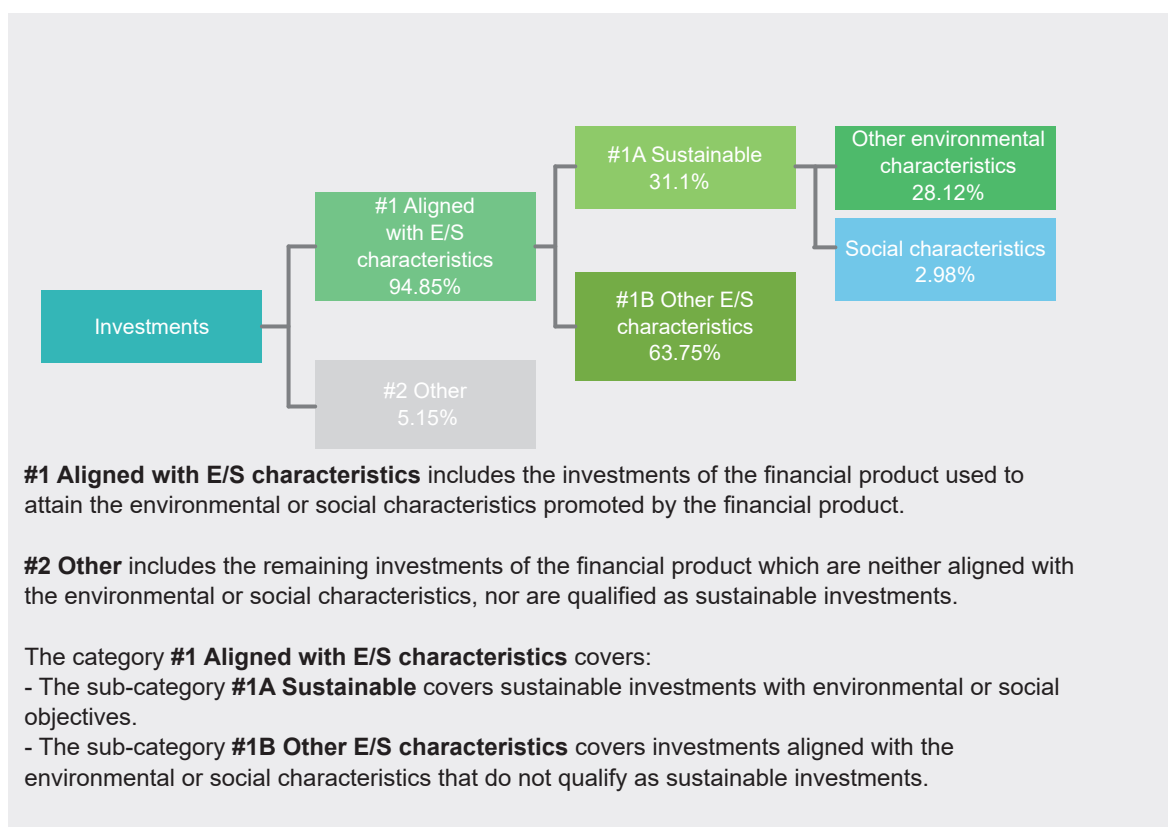 Investments
#1 Aligned
with E/S
characteristics
94.85%
#2 Other
5.15%
#1A Sustainable
31.1%
#1B Other E/S
characteristics
63.75%
Other environmental
characteristics
28.12%
Social characteristics
2.98%
#1 Aligned with E/S characteristics includes the investments of the financial product used to
attain the environmental or social characteristics promoted by the financial product.
#2 Other includes the remaining investments of the financial product which are neither aligned with
the environmental or social characteristics, nor are qualified as sustainable investments.
The category #1 Aligned with E/S characteristics covers:
- The sub-category #1A Sustainable covers sustainable investments with environmental or social
objectives.
- The sub-category #1B Other E/S characteristics covers investments aligned with the
environmental or social characteristics that do not qualify as sustainable investments.